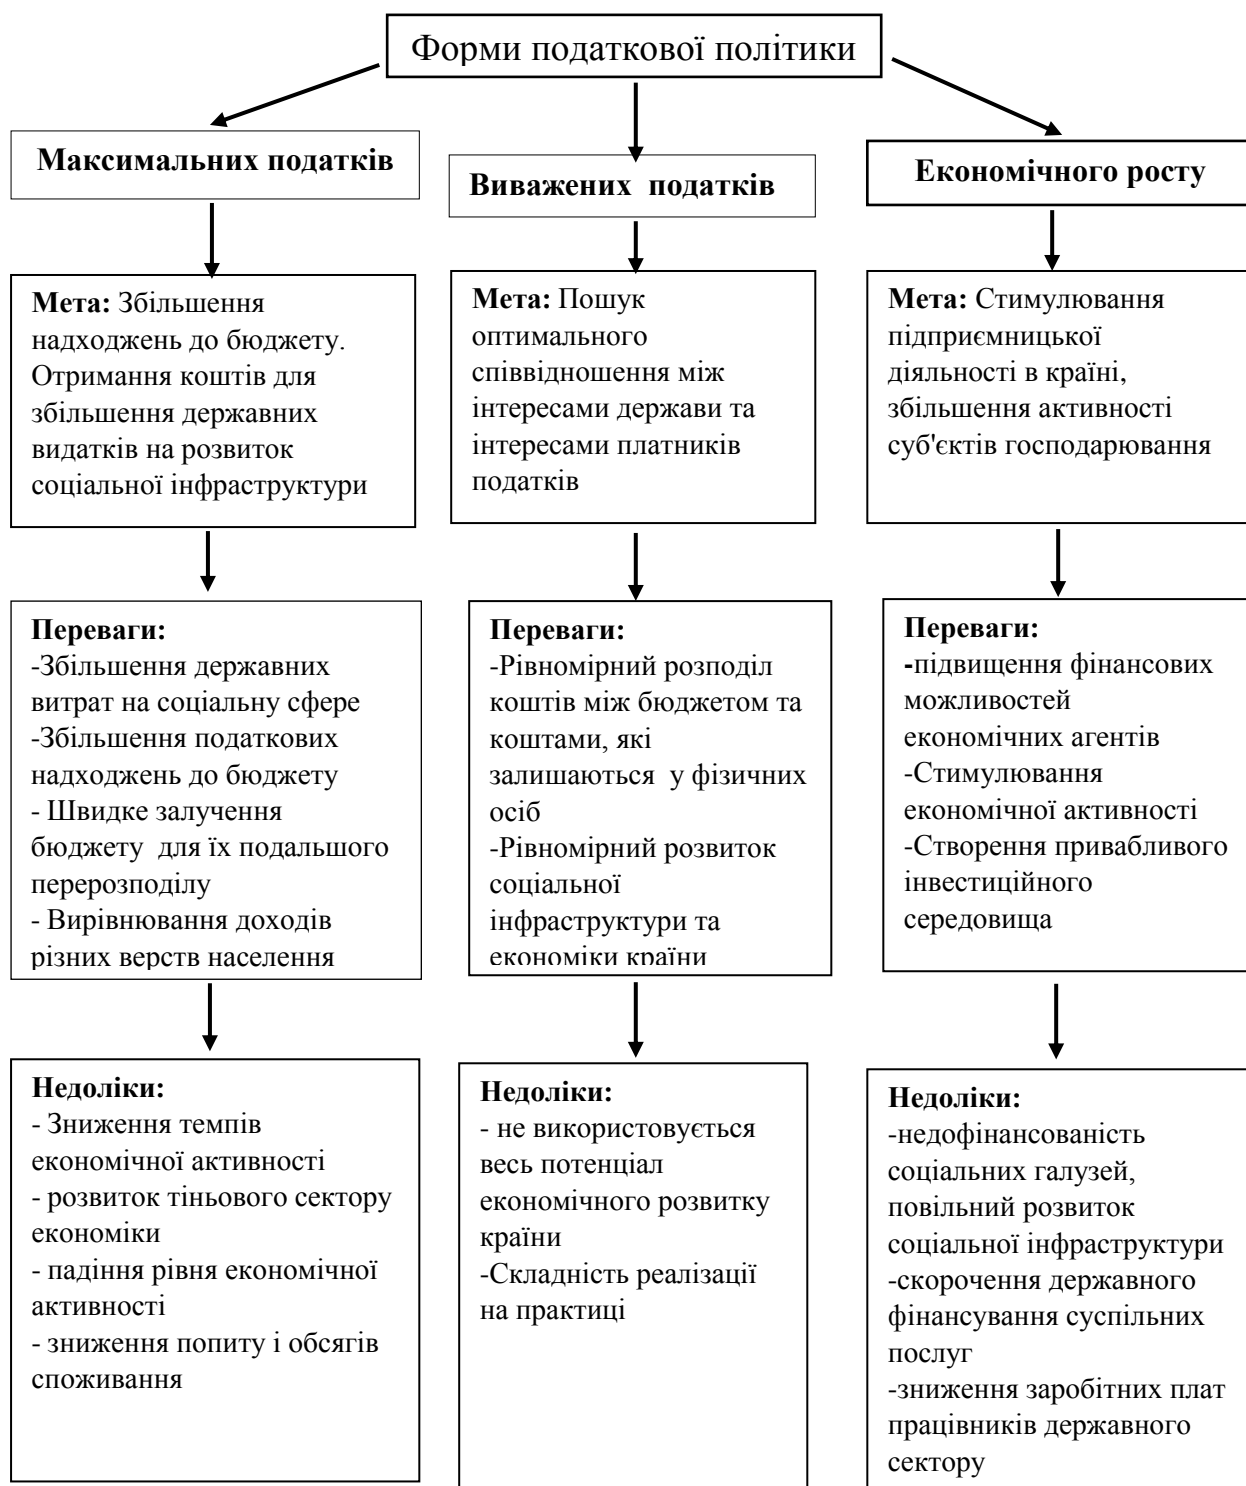 Форми податкової політики
Максимальних податків
Мета: Збільшення
надходжень до бюджету.
Отримання коштів для
збільшення державних
видатків на розвиток
соціальної інфраструктури
Переваги:
-Збільшення державних
витрат на соціальну сфере
-Збільшення податкових
надходжень до бюджету
- Швидке залучення
бюджету для їх подальшого
перерозподілу
- Вирівнювання доходів
різних верств населення
Недоліки:
- Зниження темпів
економічної активності
- розвиток тіньового сектору
економіки
- падіння рівня економічної
активності
- зниження попиту і обсягів
споживання
Виважених податків
Мета: Пошук
оптимального
співвідношення між
інтересами держави та
інтересами платників
податків
Переваги:
-Рівномірний розподіл
коштів між бюджетом та
коштами, які
залишаються у фізичних
осіб
-Рівномірний розвиток
соціальної
інфраструктури та
економіки країни
Недоліки:
- не використовується
весь потенціал
економічного розвитку
країни
-Складність реалізації
на практиці
Економічного росту
Мета: Стимулювання
підприємницької
діяльності в країні,
збільшення активності
суб'єктів господарювання
Переваги:
-підвищення фінансових
можливостей
економічних агентів
-Стимулювання
економічної активності
-Створення привабливого
інвестиційного
середовища
Недоліки:
-недофінансованість
соціальних галузей,
повільний розвиток
соціальної інфраструктури
-скорочення державного
фінансування суспільних
послуг
-зниження заробітних плат
працівників державного
сектору